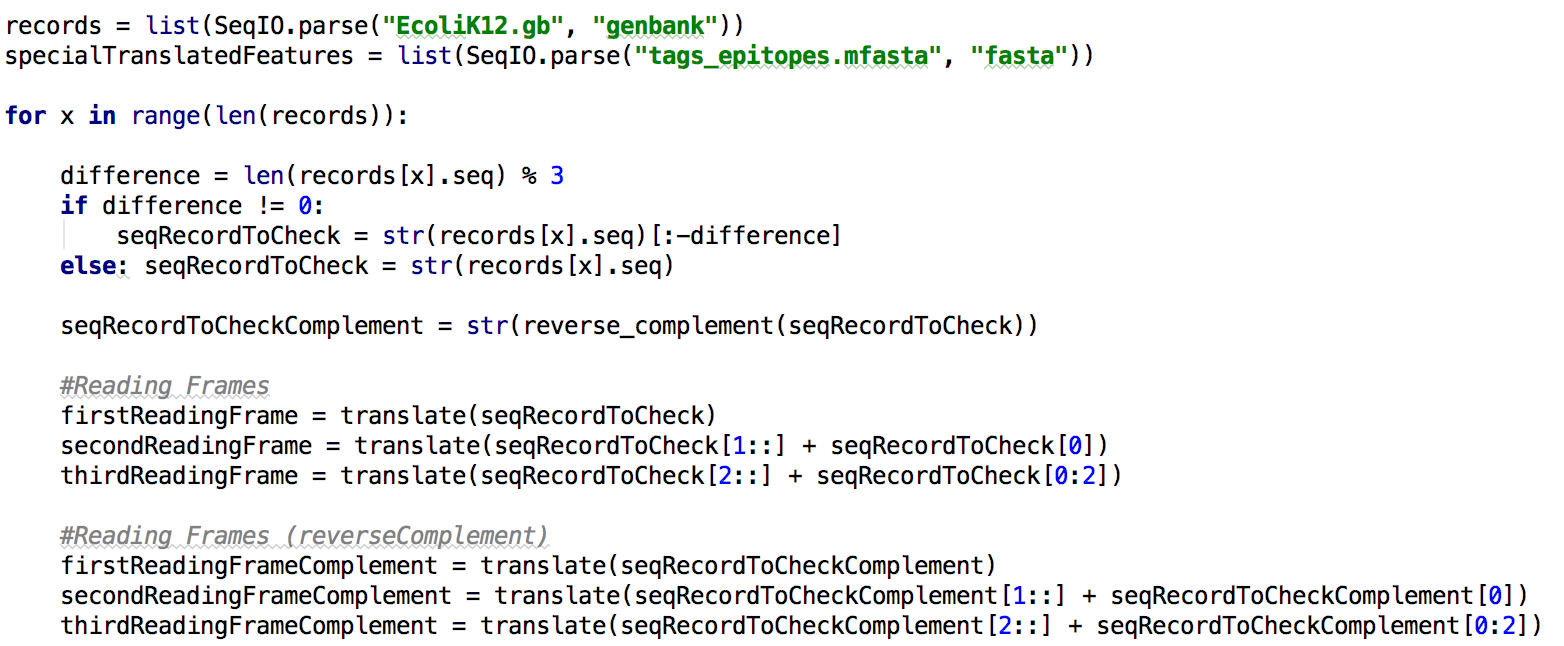 records = list(SeqIO.parse("EcoliK12.gb", "genbank"))
specialTranslatedFeatures = list(SeqIO.parse("tags_epitopes.mfasta", "fasta"))
for x in range(len(records)):
    difference = len(records[x].seq) % 3
    if difference != 0:
        seqRecordToCheck = str(records[x].seq)[:-difference]
    else: seqRecordToCheck = str(records[x].seq)
    seqRecordToCheckComplement = str(reverse_complement(seqRecordToCheck))
    #Reading Frames
    firstReadingFrame = translate(seqRecordToCheck)
    secondReadingFrame = translate(seqRecordToCheck[1::] + seqRecordToCheck[0])
    thirdReadingFrame = translate(seqRecordToCheck[2::] + seqRecordToCheck[0:2])
    #Reading Frames (reverseComplement)
    firstReadingFrameComplement = translate(seqRecordToCheckComplement)
    secondReadingFrameComplement = translate(seqRecordToCheckComplement[1::] + seqRecordToCheckComplement[0])
    thirdReadingFrameComplement = translate(seqRecordToCheckComplement[2::] + seqRecordToCheckComplement[0:2])